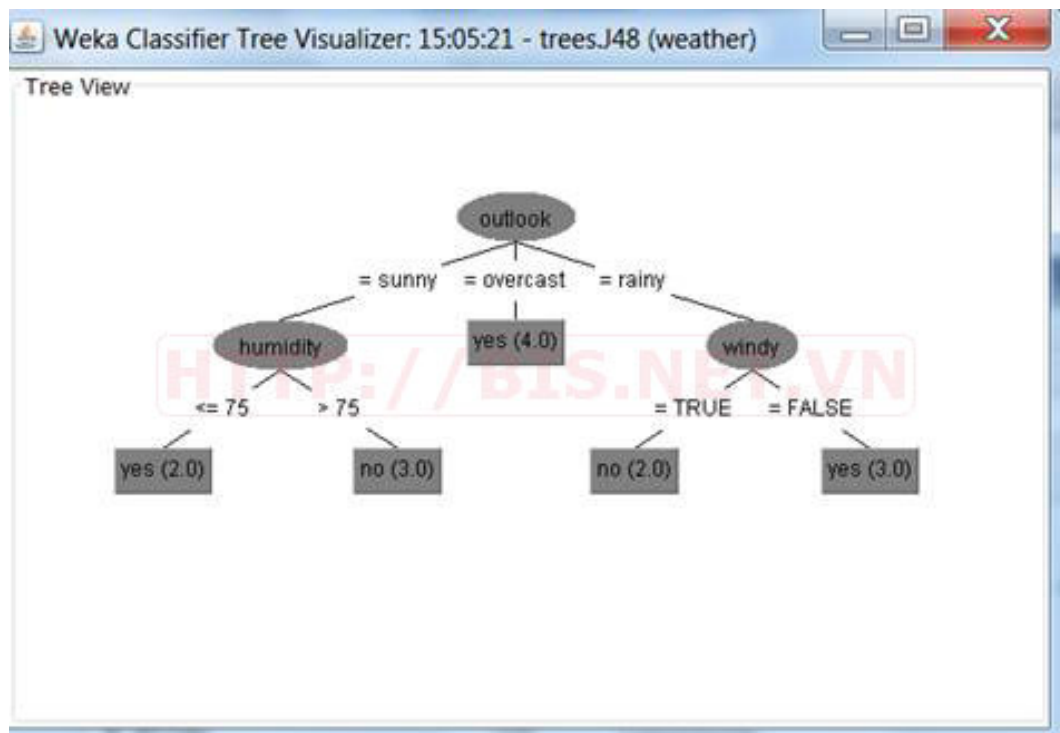 Weka Classifier Tree Visualizer: 15:05:21 - trees.J48 (weather)
Tree View
outlook
= sunny = overcast = rainy
humidity yes (4.0) windy
HTTP://BIS.NET.VN
<= 75 > 75 = TRUE = FALSE
yes (2.0) no (3.0) no (2.0) yes (3.0)